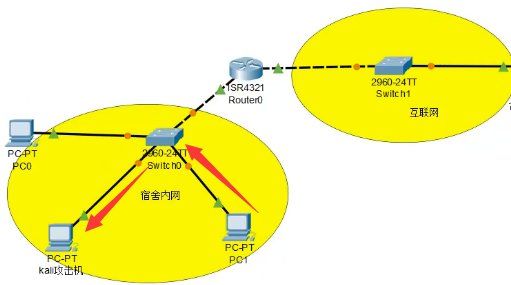 ISR4321
Router0
2960-24TT
Switch1
互联网
PC-PT
PC0
2960-24TT
Switch0
宿舍内网
PC-PT
kali攻击机
PC-PT
PC1